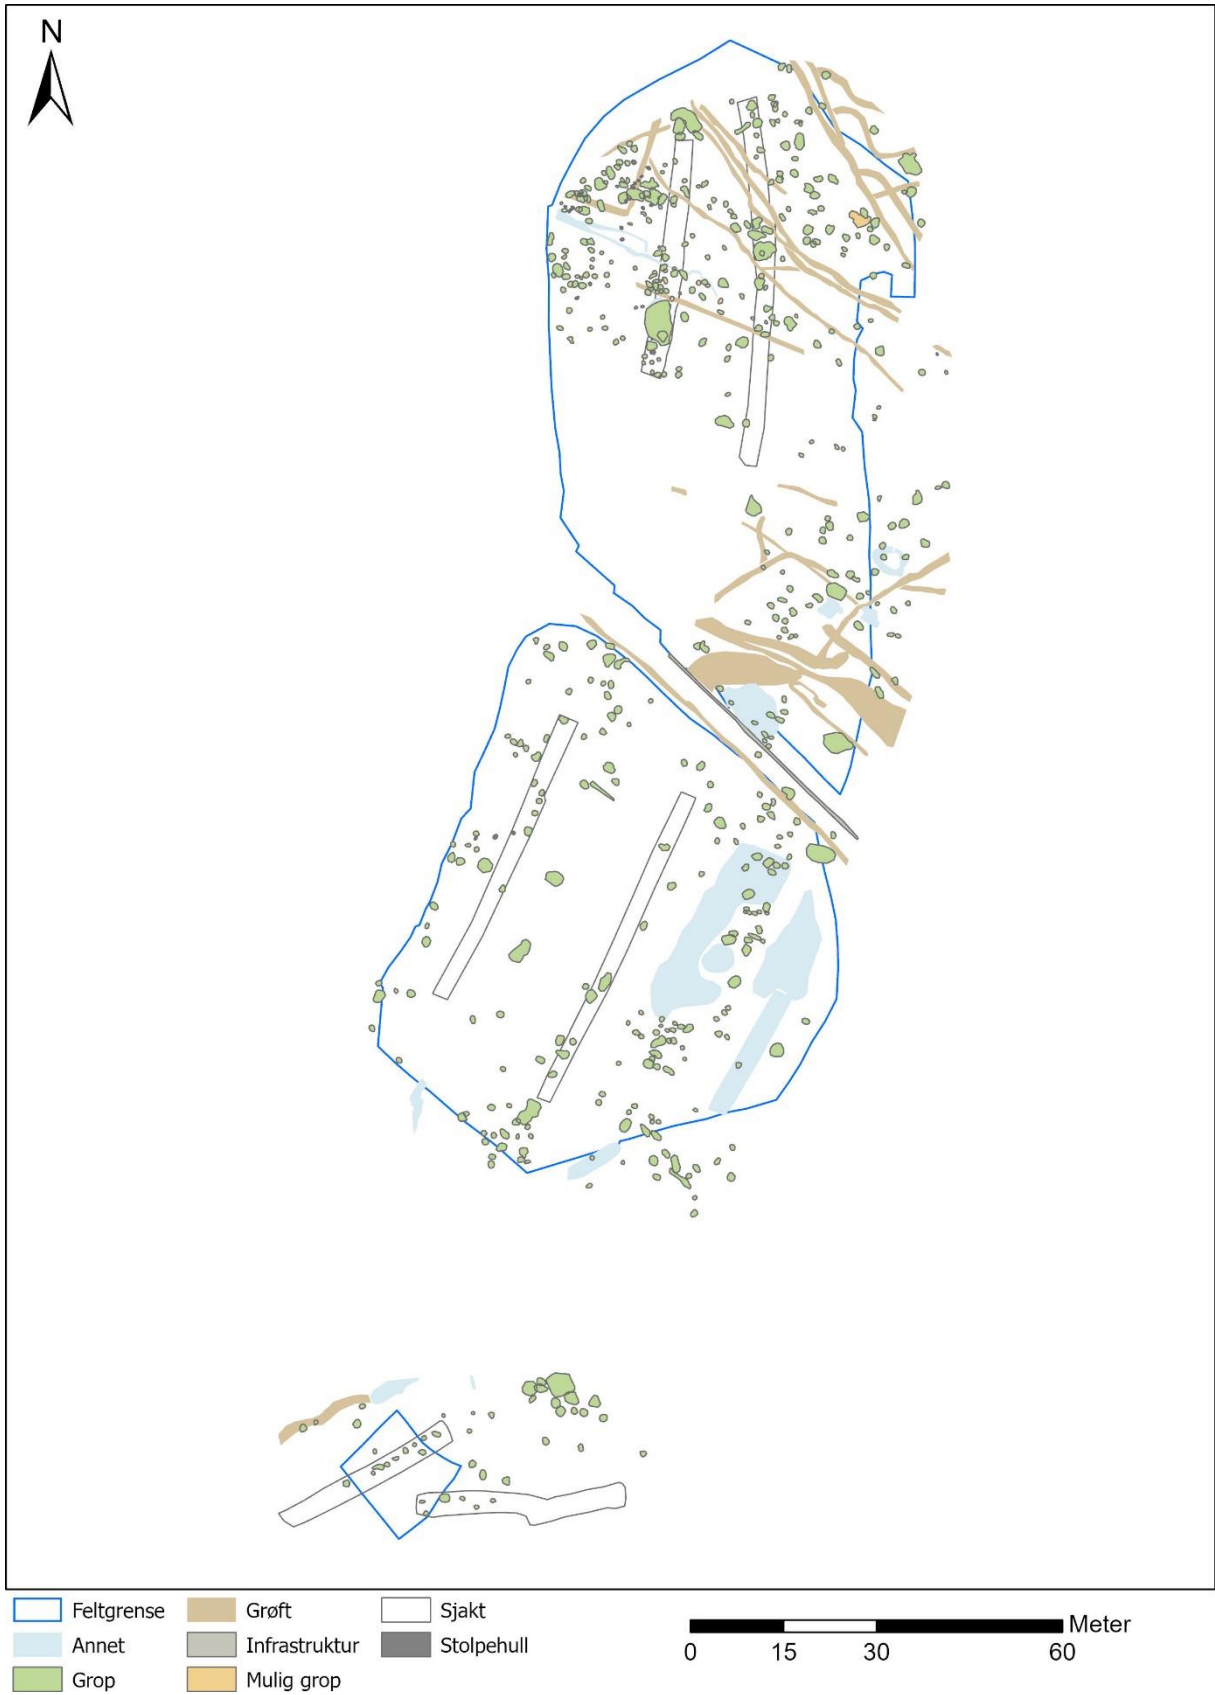 N
Feltgrense
Grøft
Sjakt
Annet
Infrastruktur
Stolpehull
Grop
Mulig grop
Meter
0 15 30 60